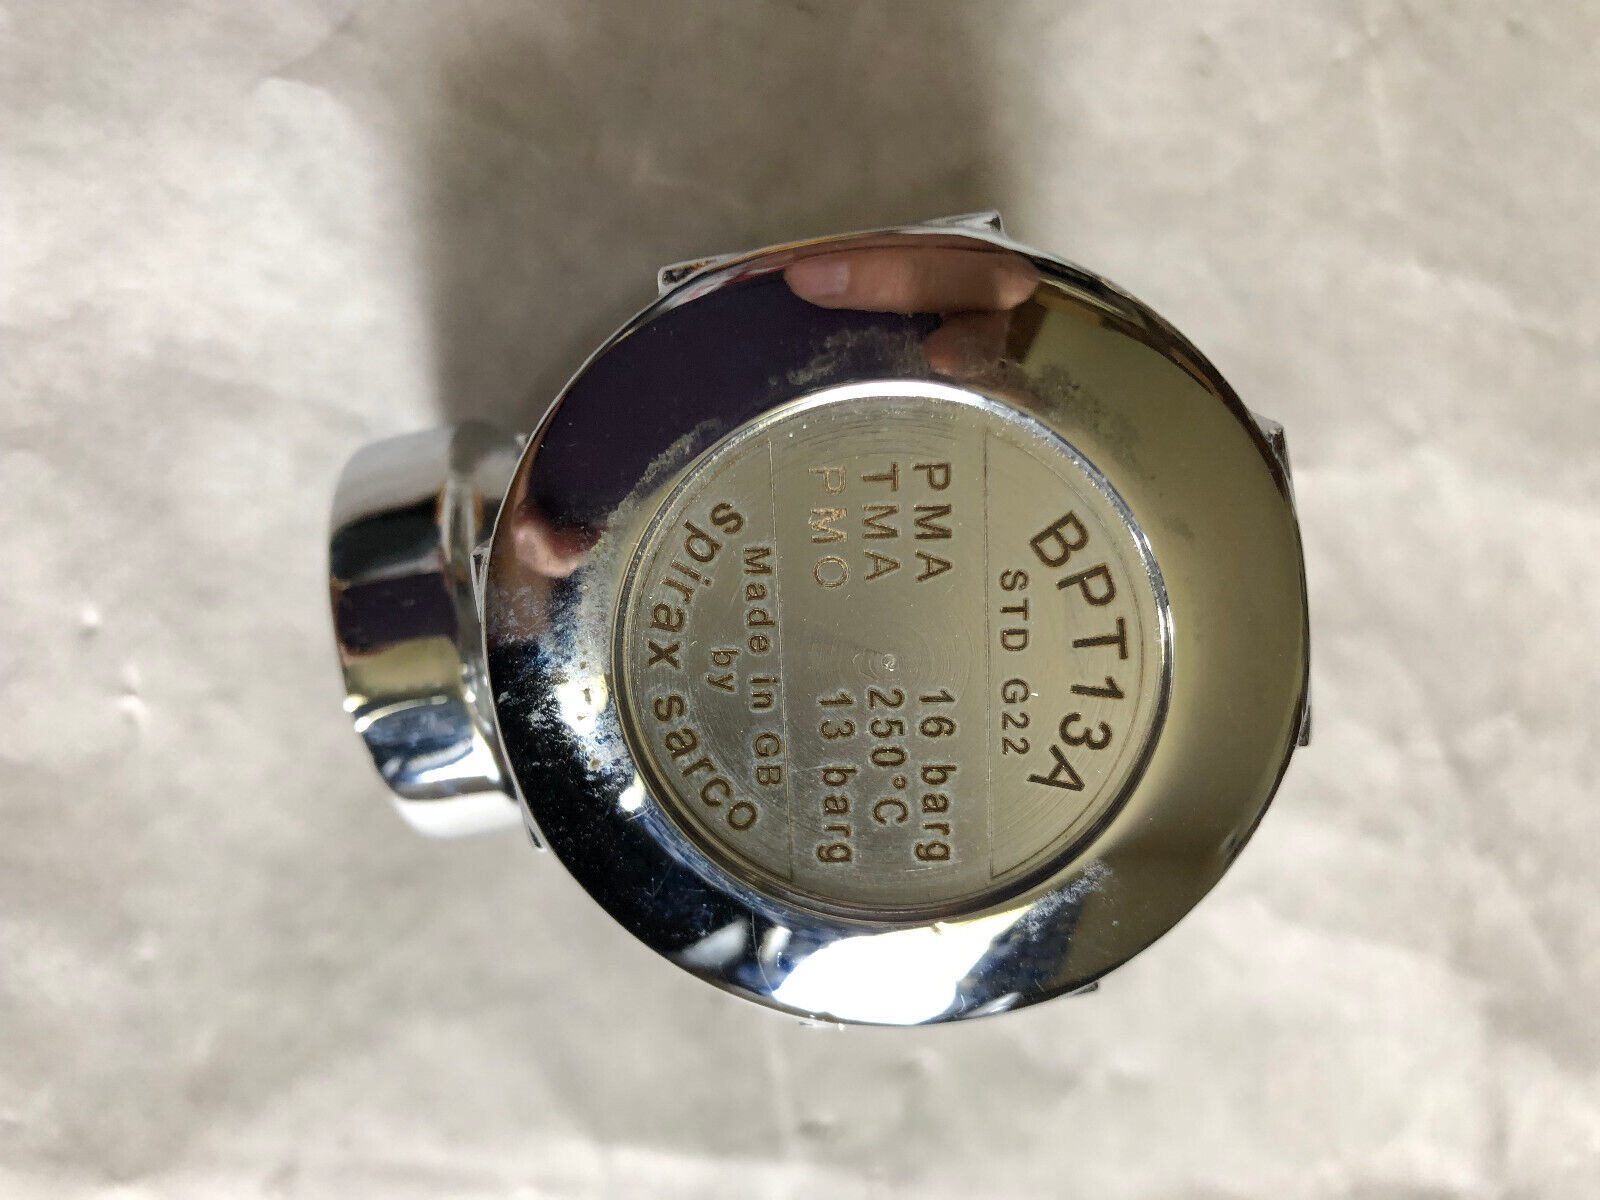 BPT13A
STD G22
PMA 16 barg
TMA 250°C
PMO 13 barg
Made in GB
by
spirax sarco